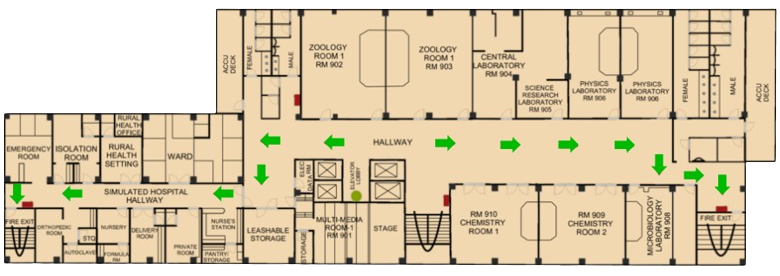 ACCU
DECK
FEMALE
MALE
ZOOLOGY
ROOM 1
RM 902
ZOOLOGY
ROOM 1
RM 903
CENTRAL
LABORATORY
RM 904
SCIENCE
RESEARCH
LABORATORY
RM 905
PHYSICS
LABORATORY
RM 906
PHYSICS
LABORATORY
RM 906
FEMALE
MALE
ACCU
DECK
EMERGENCY
ROOM
ISOLATION
ROOM
RURAL
HEALTH
OFFICE
RURAL
HEALTH
SETTING
WARD
HALLWAY
SIMULATED HOSPITAL
HALLWAY
ELEC
DATA RM
ELEVATOR
LOBBY
FIRE EXIT
ORTHOPEDIC
ROOM
STO
AUTOCLAVE
NURSERY
FORMULA
RM
DELIVERY
ROOM
PRIVATE
ROOM
NURSE'S
STATION
PANTRY/
STORAGE
LEASHABLE
STORAGE
STORAGE
MULTI-MEDIA
ROOM-1
RM 901
STAGE
RM 910
CHEMISTRY
ROOM 1
RM 909
CHEMISTRY
ROOM 2
MICROBIOLOGY
LABORATORY
RM 908
FIRE EXIT